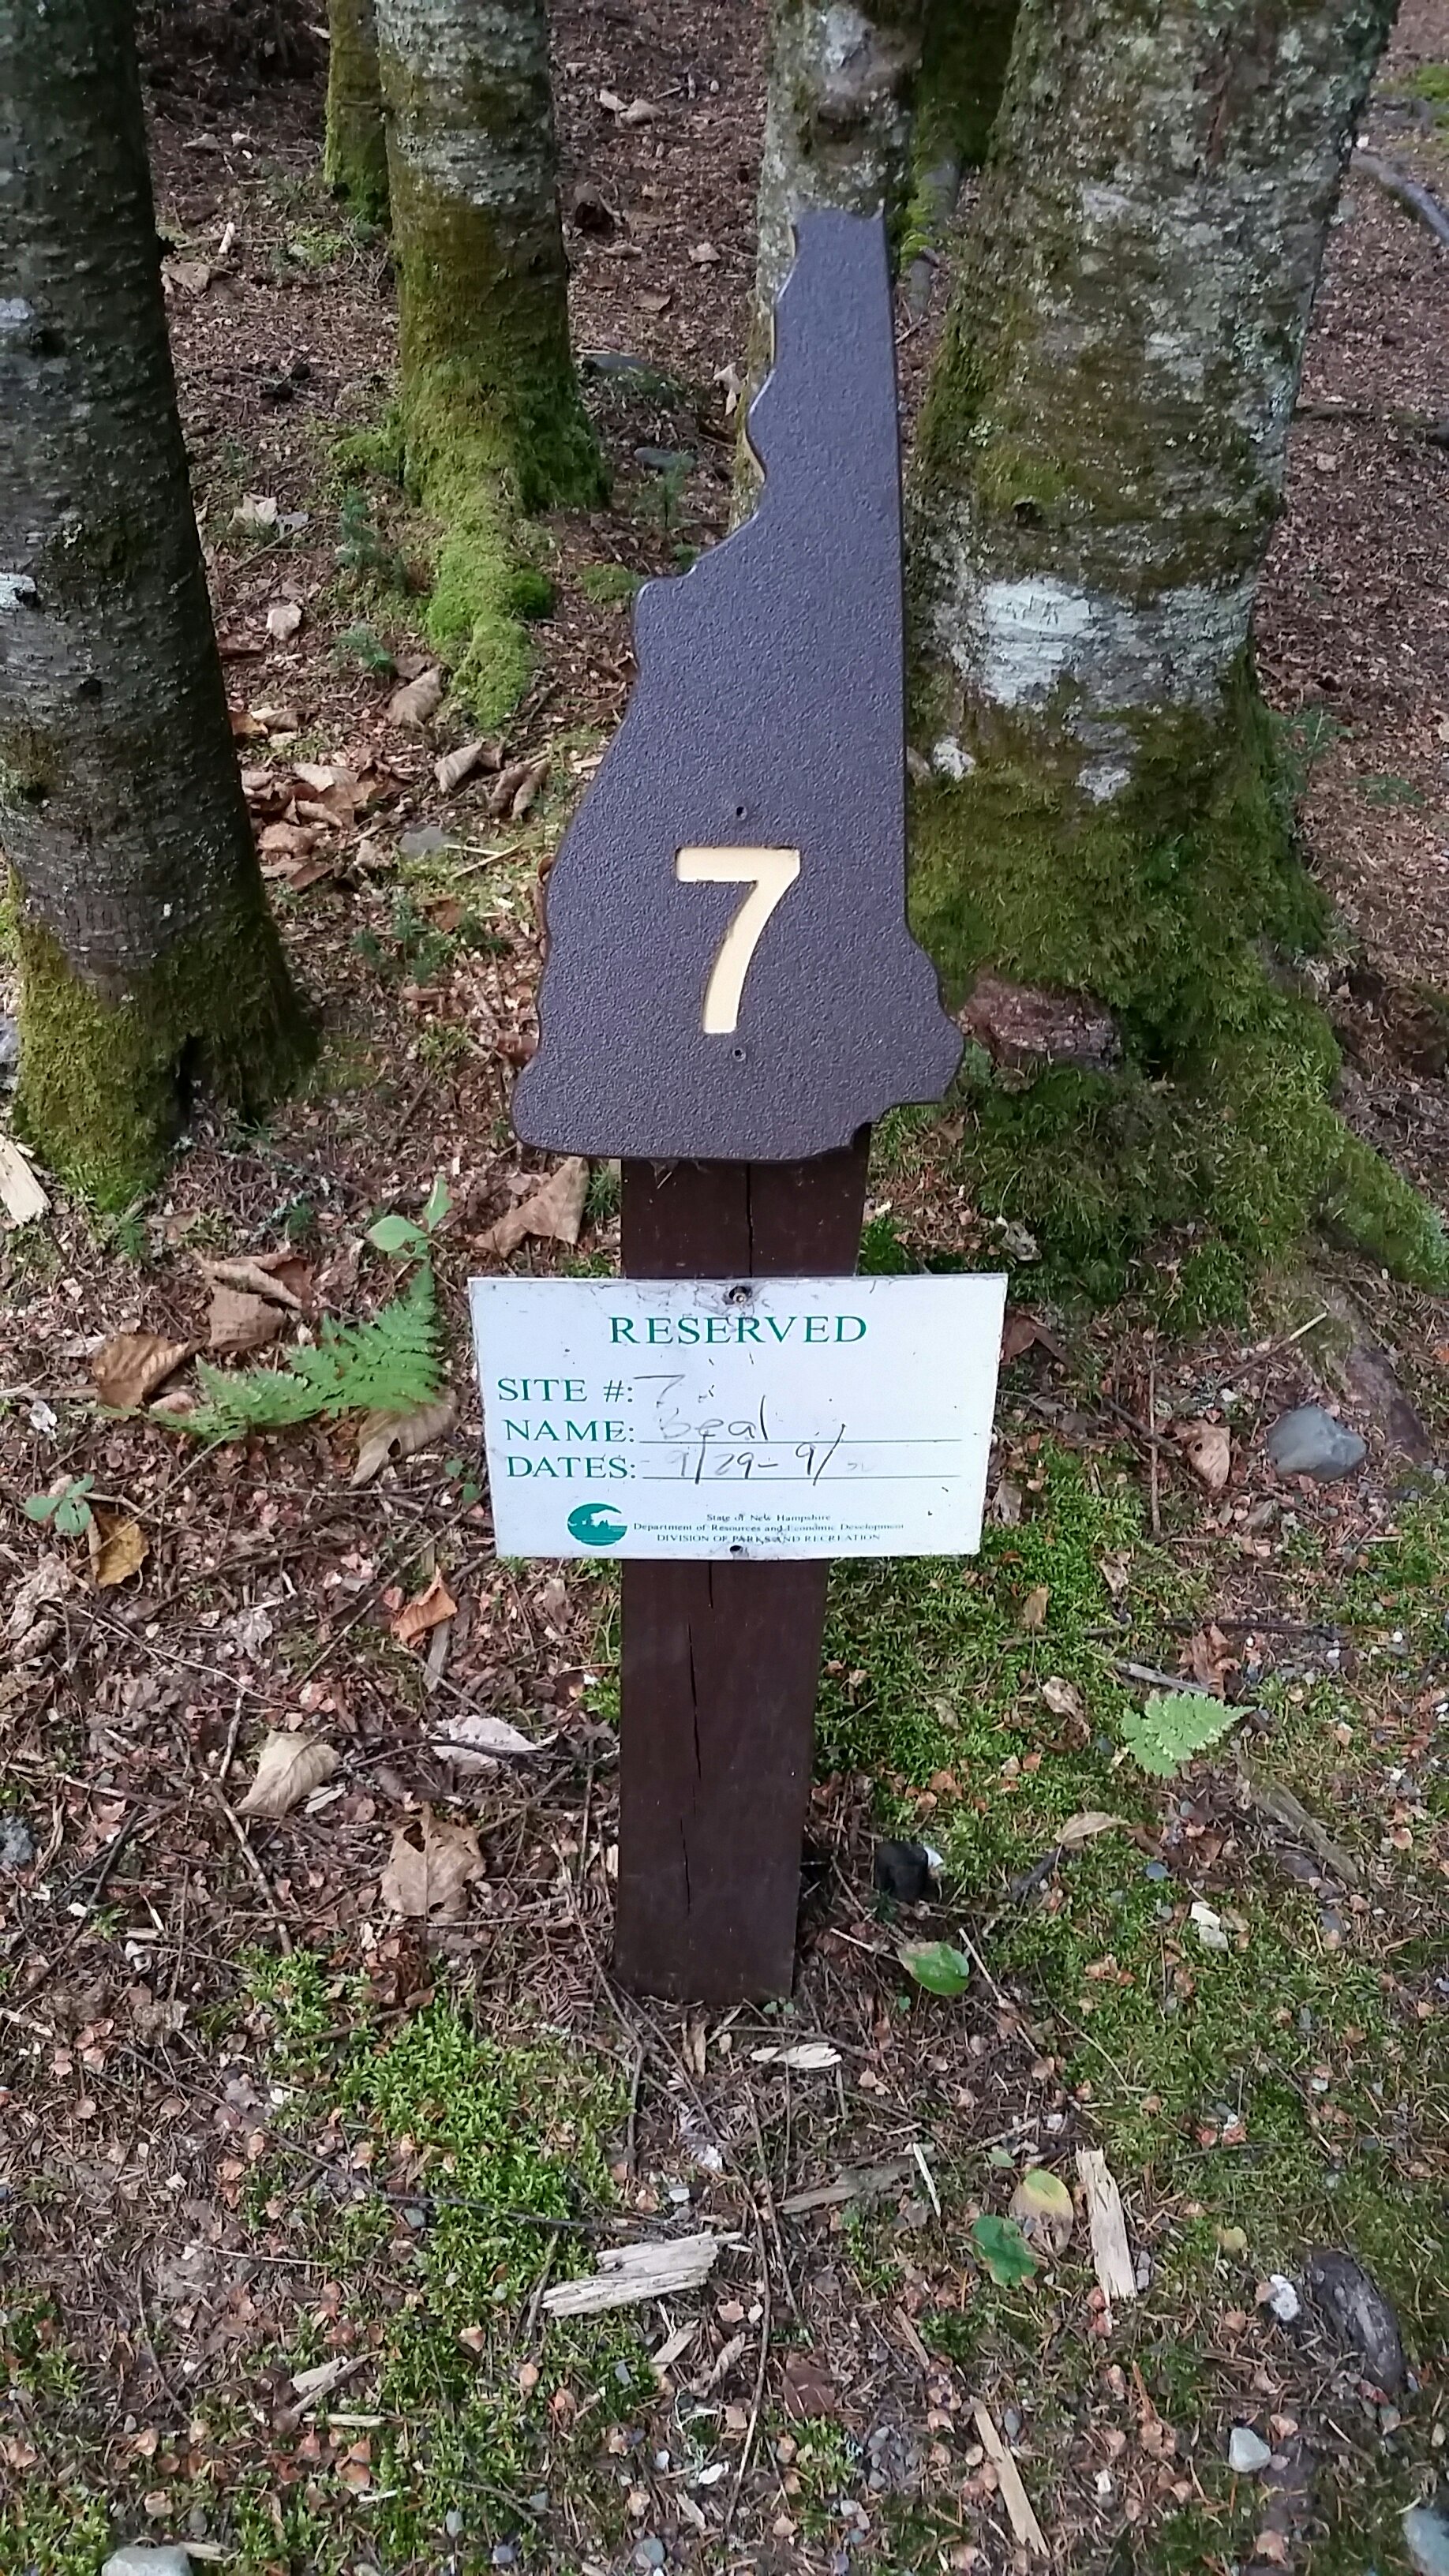 7
RESERVED
SITE #: 7
NAME: Beal
DATES: 9/29- 9/
State of New Hampshire
Department of Resources and Economic Development
DIVISION OF PARKS AND RECREATION